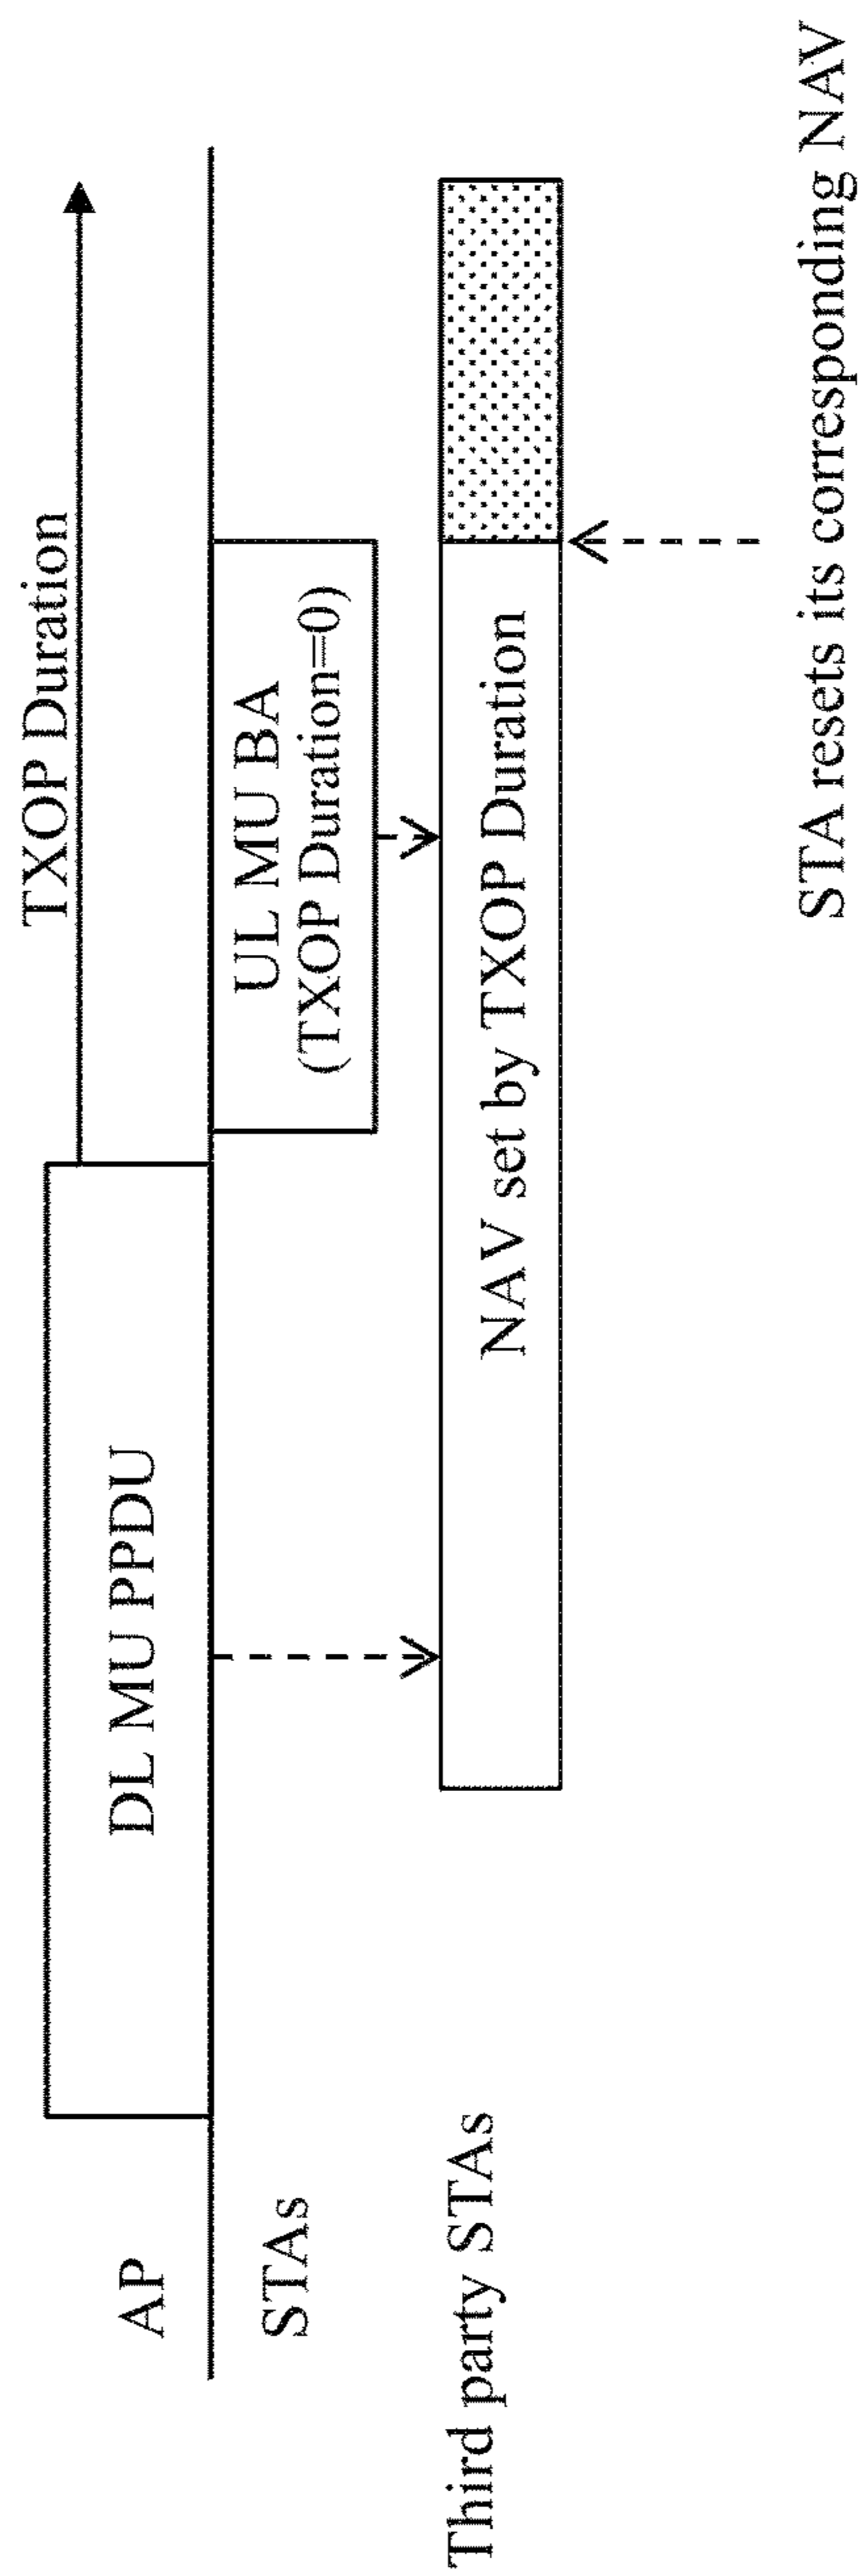 TXOP Duration
AP
DL MU PPDU
STAs
UL MU BA
(TXOP Duration=0)
Third party STAs
NAV set by TXOP Duration
STA resets its corresponding NAV